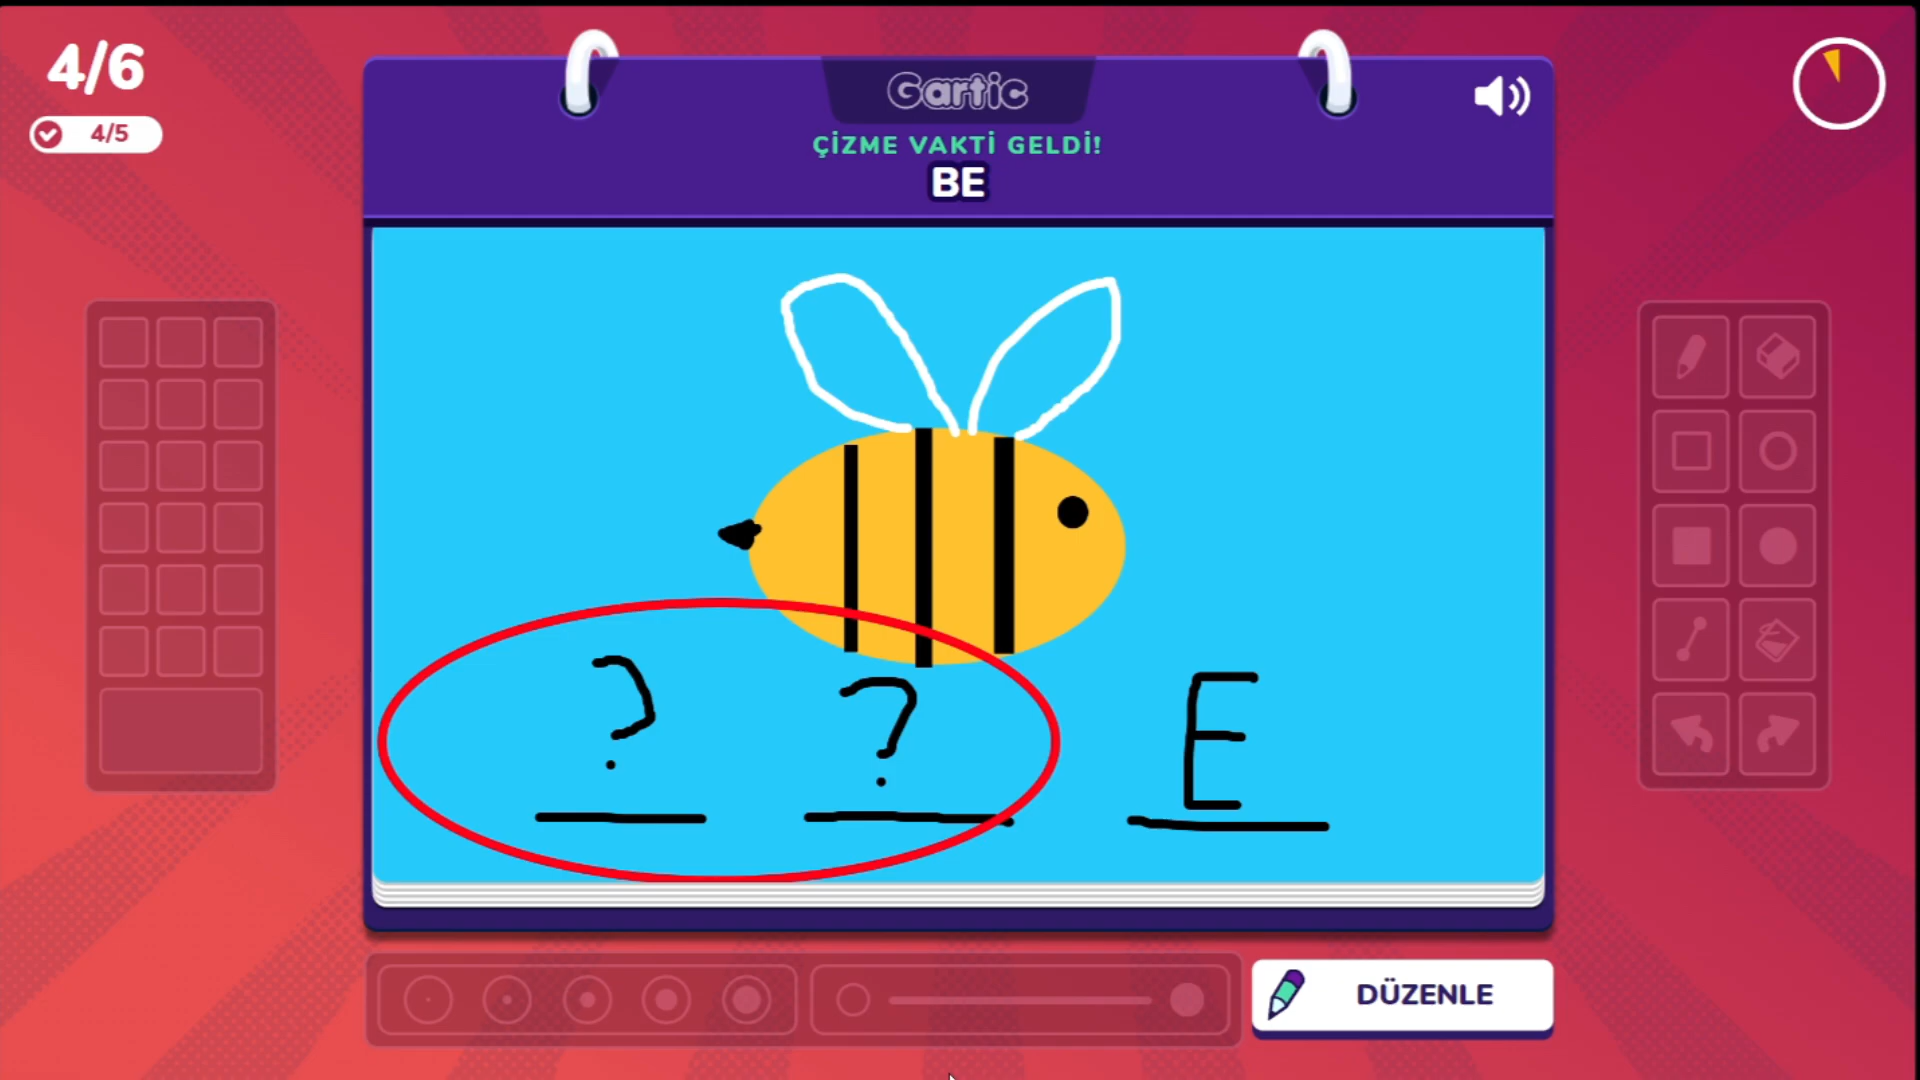 4/6
4/5
Gartic
ÇİZME VAKTİ GELDİ!
BE
? ? E
DÜZENLE